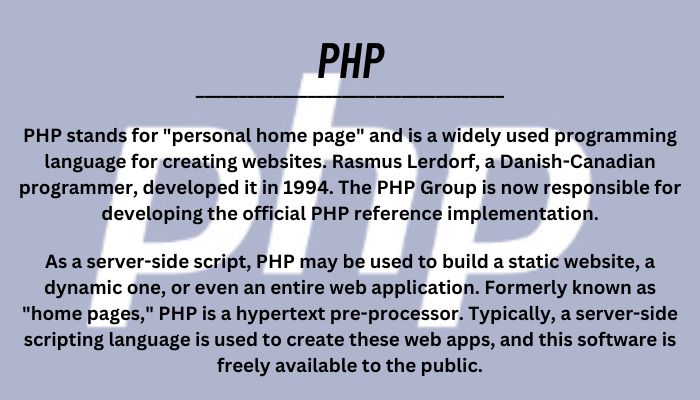 PHP
PHP stands for "personal home page" and is a widely used programming
language for creating websites. Rasmus Lerdorf, a Danish-Canadian
programmer, developed it in 1994. The PHP Group is now responsible for
developing the official PHP reference implementation.
As a server-side script, PHP may be used to build a static website, a
dynamic one, or even an entire web application. Formerly known as
"home pages," PHP is a hypertext pre-processor. Typically, a server-side
scripting language is used to create these web apps, and this software is
freely available to the public.
php